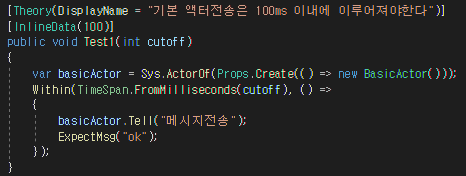 [Theory(DisplayName = "기본 액터전송은 100ms 이내에 이루어져야한다")]
[InlineData(100)]
public void Test1(int cutoff)
{
var basicActor = Sys.ActorOf(Props.Create(() => new BasicActor()));
Within(TimeSpan.FromMilliseconds(cutoff), () =>
{
basicActor.Tell("메시지전송");
ExpectMsg("ok");
});
}